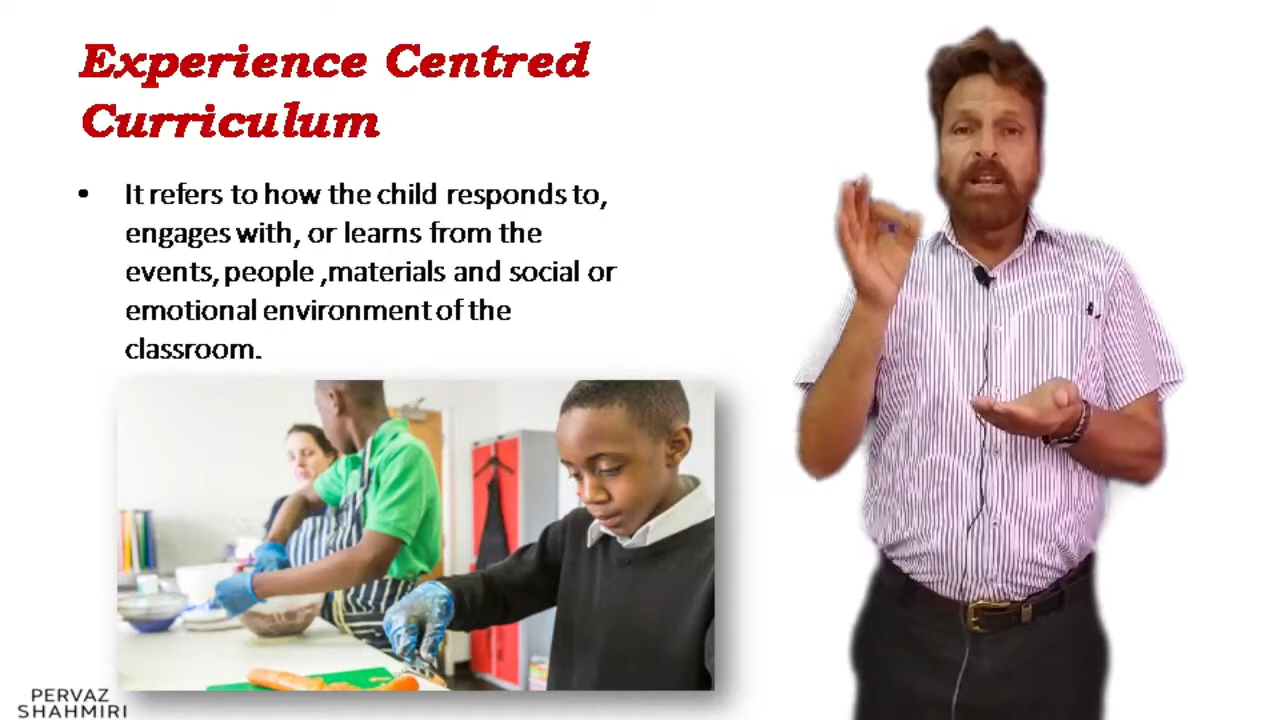 Experience Centred
Curriculum
• It refers to how the child responds to,
engages with, or learns from the
events, people ,materials and social or
emotional environment of the
classroom.
PERVAZ
SHAHMIRI